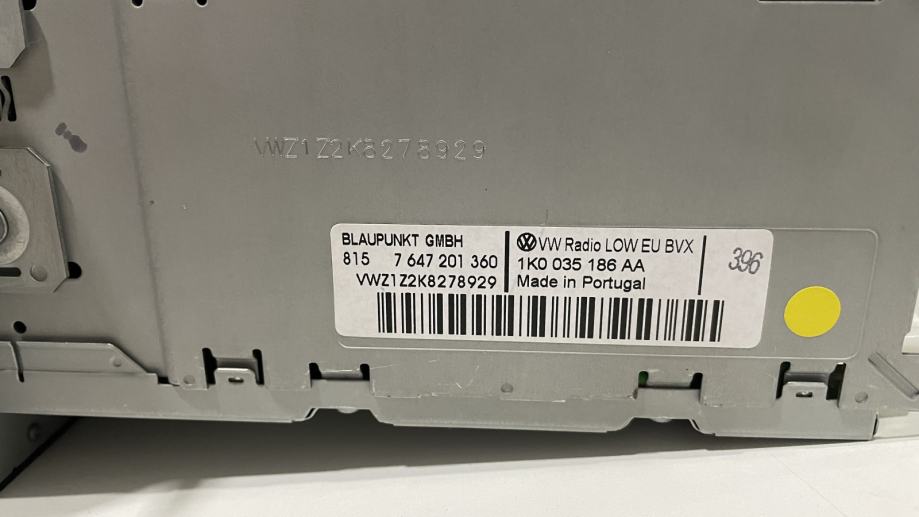 VWZ1Z2K8278929
BLAUPUNKT GMBH
815 7 647 201 360
VWZ1Z2K8278929
VW Radio LOW EU BVX
1K0 035 186 AA
Made in Portugal
396